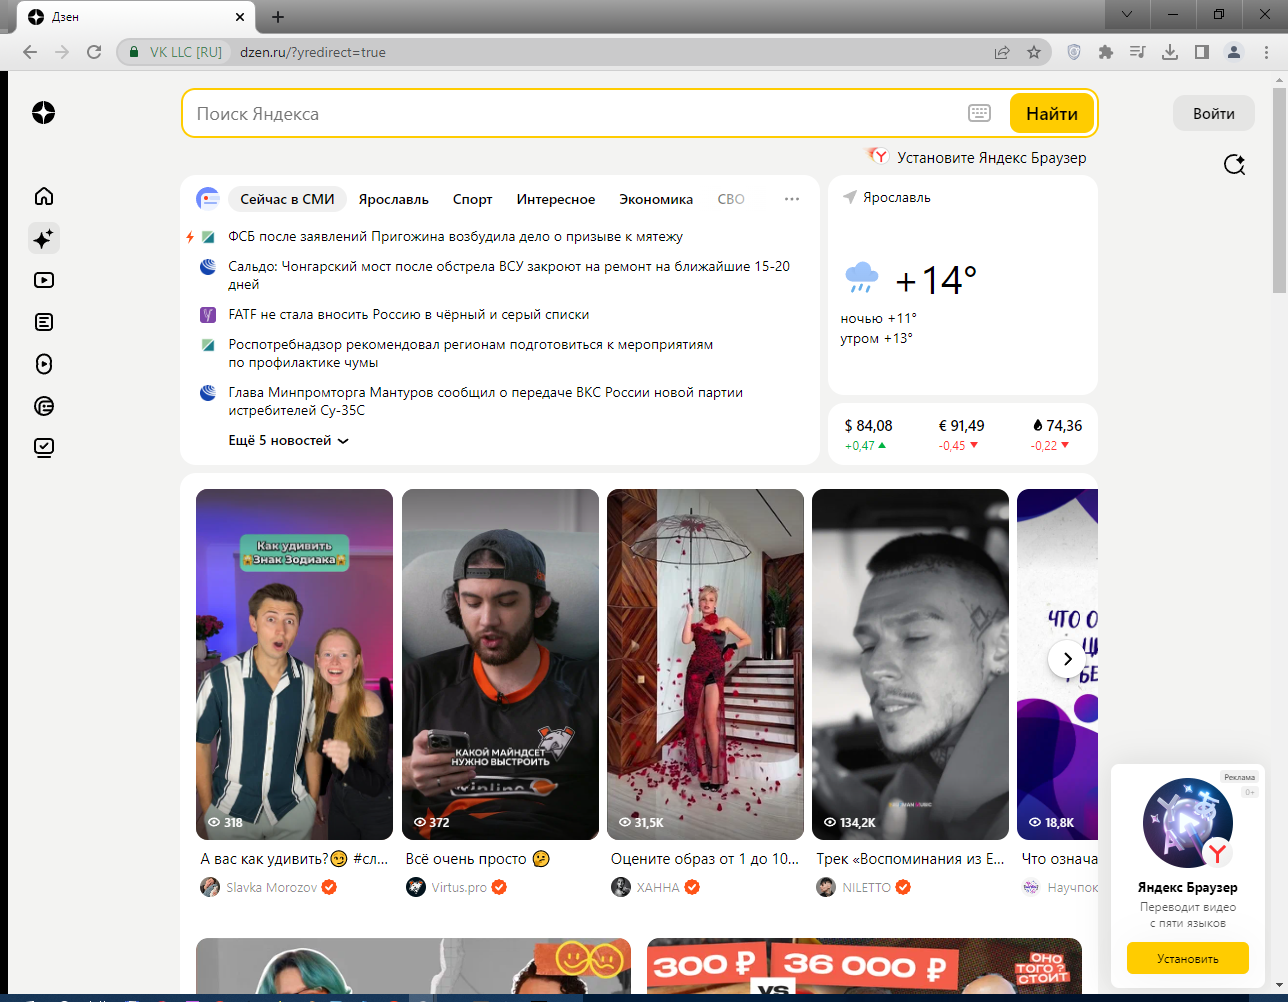 Дзен
VK LLC [RU]
dzen.ru/?yredirect=true
Поиск Яндекса
Найти
Войти
Установите Яндекс Браузер
Сейчас в СМИ
Ярославль
Спорт
Интересное
Экономика
СВО
ФСБ после заявлений Пригожина возбудила дело о призыве к мятежу
Сальдо: Чонгарский мост после обстрела ВСУ закроют на ремонт на ближайшие 15-20
дней
FATF не стала вносить Россию в чёрный и серый списки
Роспотребнадзор рекомендовал регионам подготовиться к мероприятиям
по профилактике чумы
Глава Минпромторга Мантуров сообщил о передаче ВКС России новой партии
истребителей Су-35С
Ещё 5 новостей
Ярославль
+14°
ночью +11°
утром +13°
$ 84,08
€ 91,49
74,36
+0,47
-0,45
-0,22
Как удивить
Знак Зодиака
318
А вас как удивить? #сл...
Slavka Morozov
КАКОЙ МАЙНДСЕТ
НУЖНО ВЫСТРОИТЬ
372
Всё очень просто
Virtus.pro
31,5K
Оцените образ от 1 до 10...
ХАННА
134,2K
Трек «Воспоминания из Е...
NILETTO
ЧТО О
18,8K
Что означа
Научпок
300 ₽
VS
36 000 ₽
ОНО
ТОГО?
СТОИТ
Реклама
0+
Яндекс Браузер
Переводит видео
с пяти языков
Установить